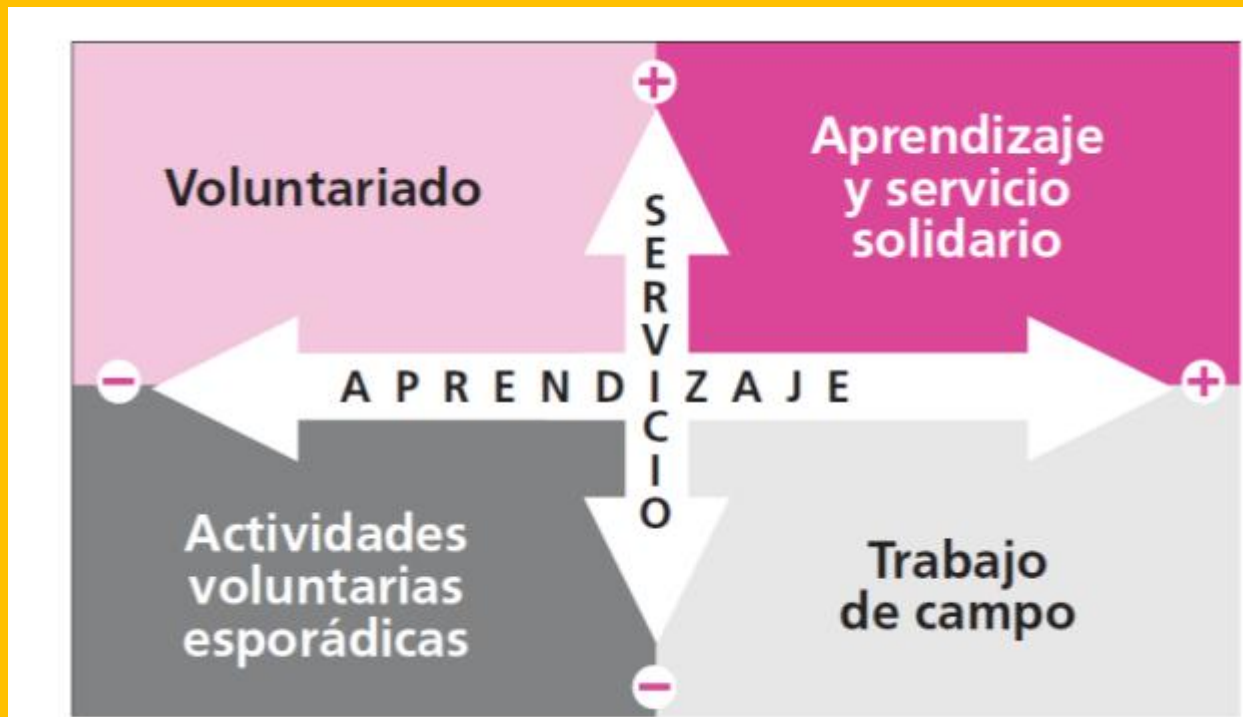 Voluntariado
Aprendizaje
y servicio
solidario
SERVICIO
APRENDIZAJE
Actividades
voluntarias
esporádicas
Trabajo
de campo